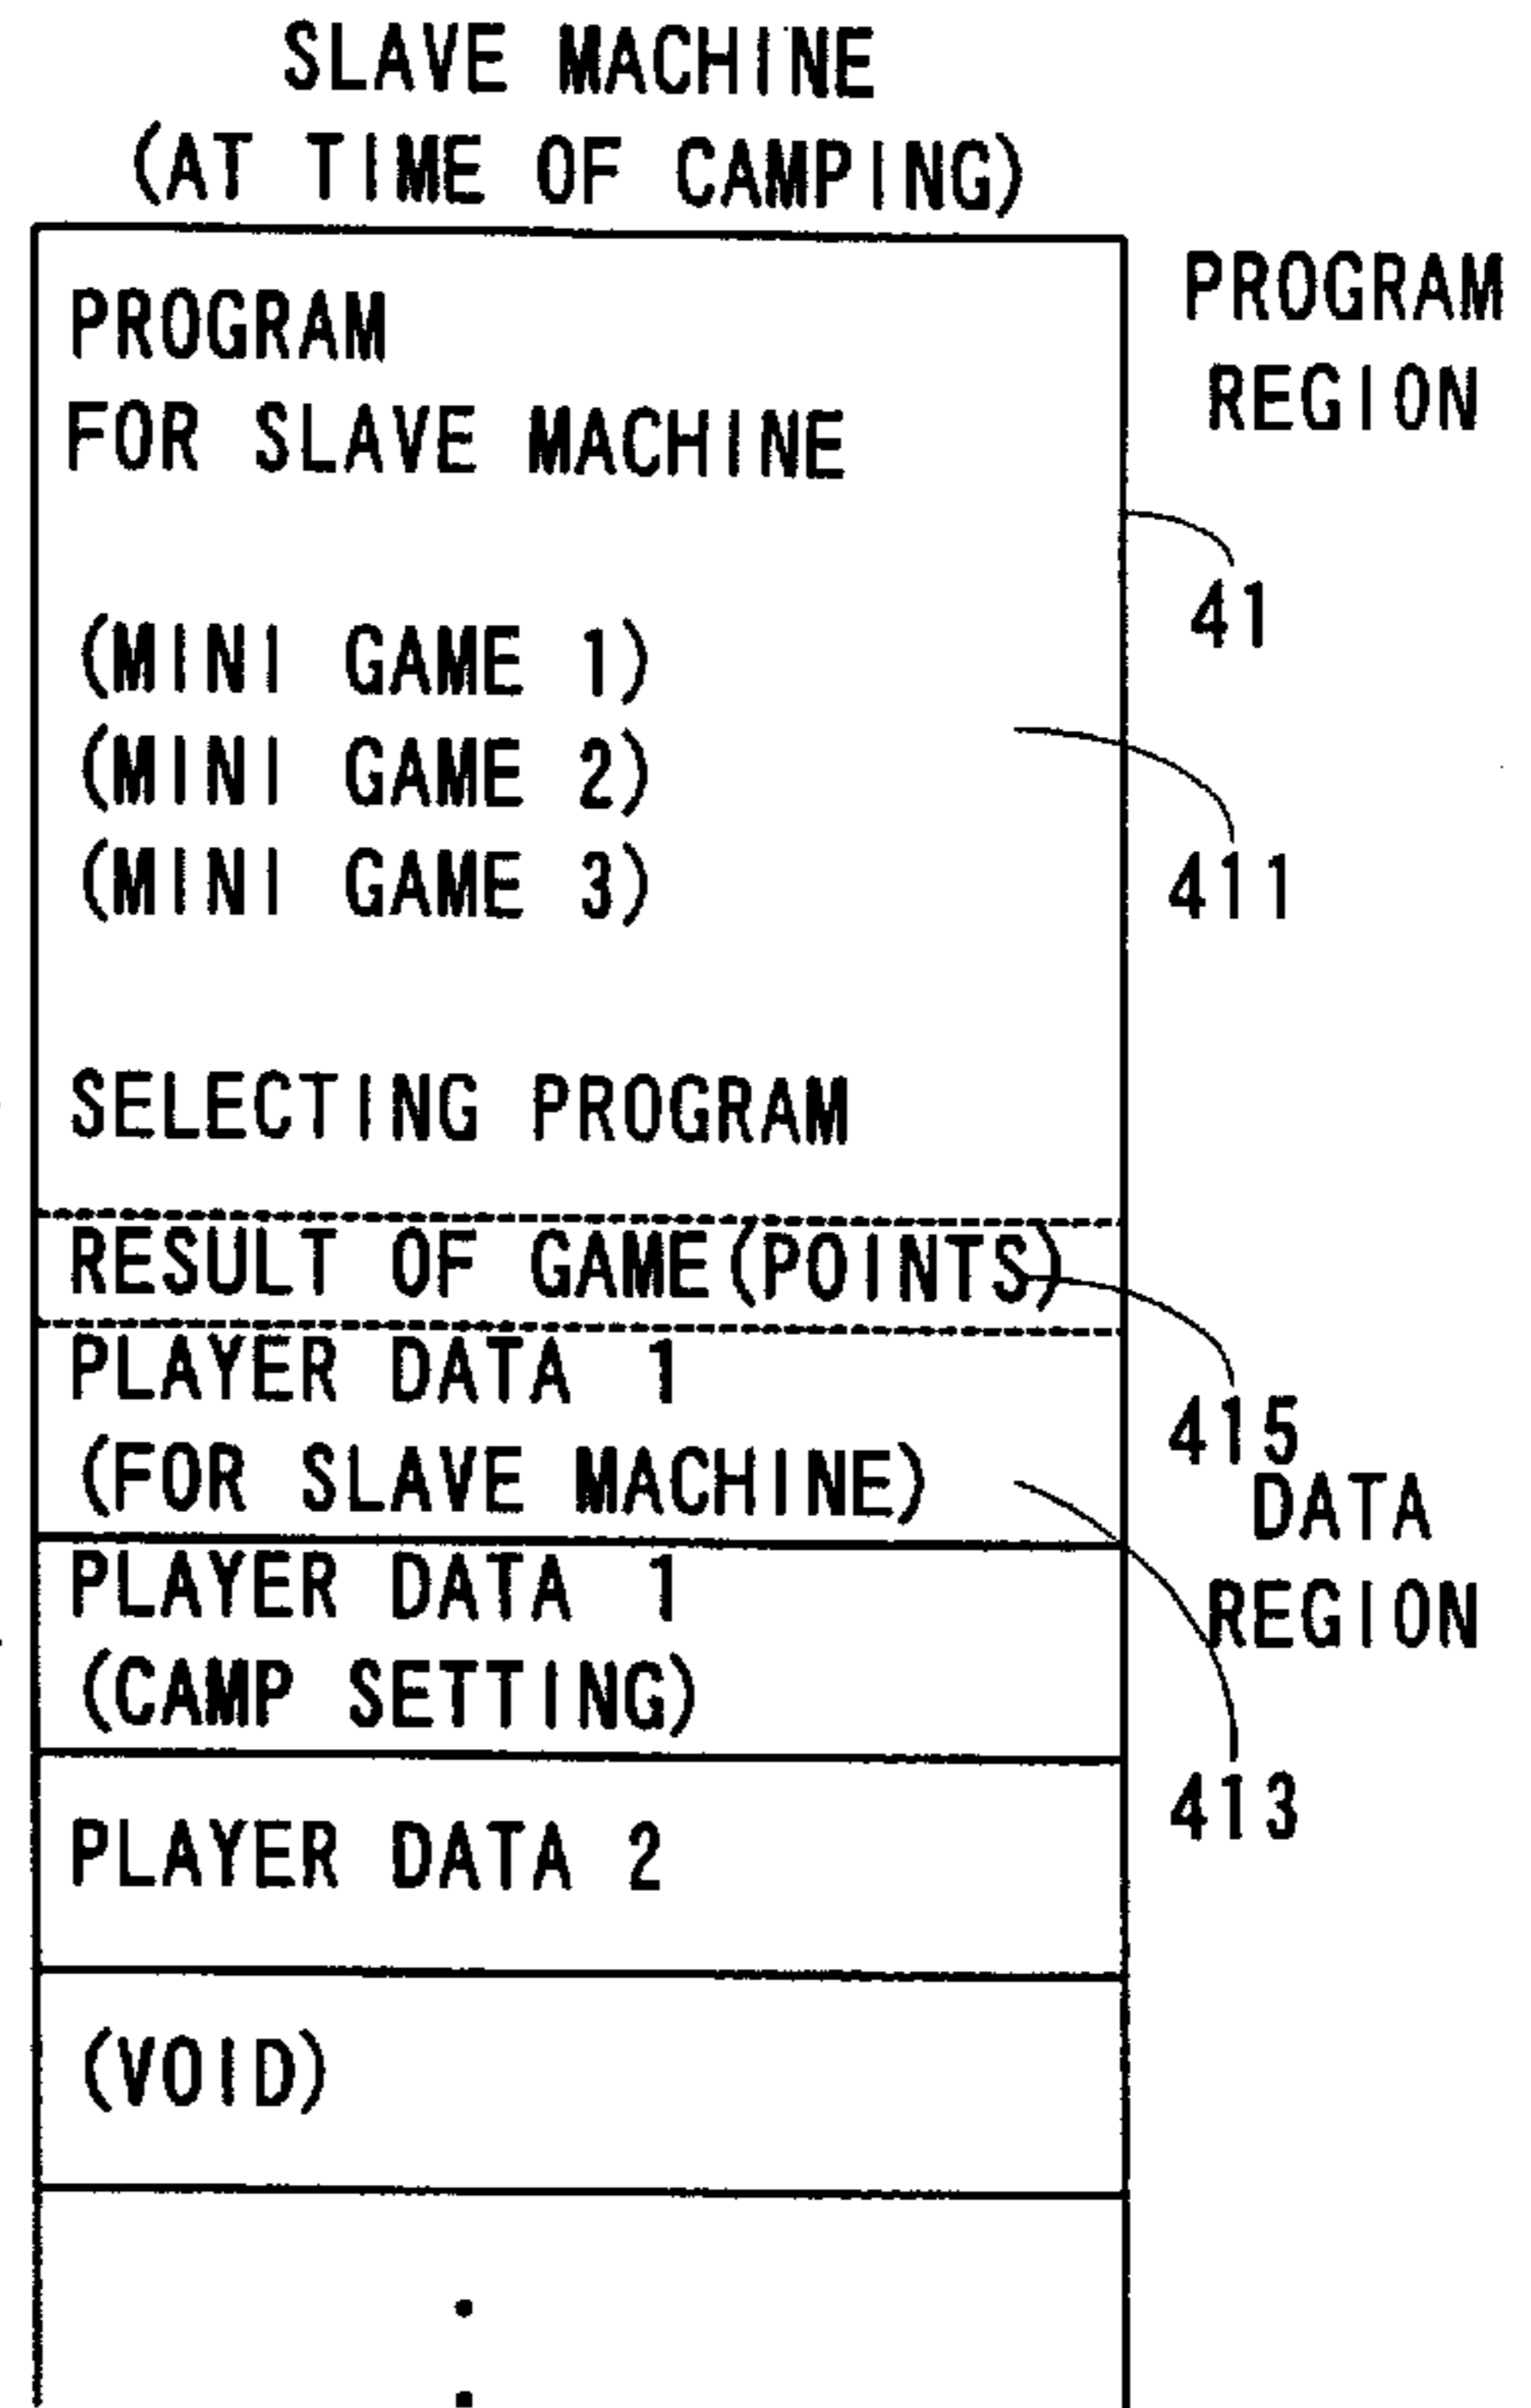 SLAVE MACHINE
(AT TIME OF CAMPING)
PROGRAM
REGION
PROGRAM
FOR SLAVE MACHINE
41
(MINI GAME 1)
(MINI GAME 2)
(MINI GAME 3)
411
SELECTING PROGRAM
RESULT OF GAME(POINTS)
PLAYER DATA 1
(FOR SLAVE MACHINE)
415
DATA
REGION
PLAYER DATA 1
(CAMP SETTING)
413
PLAYER DATA 2
(VOID)